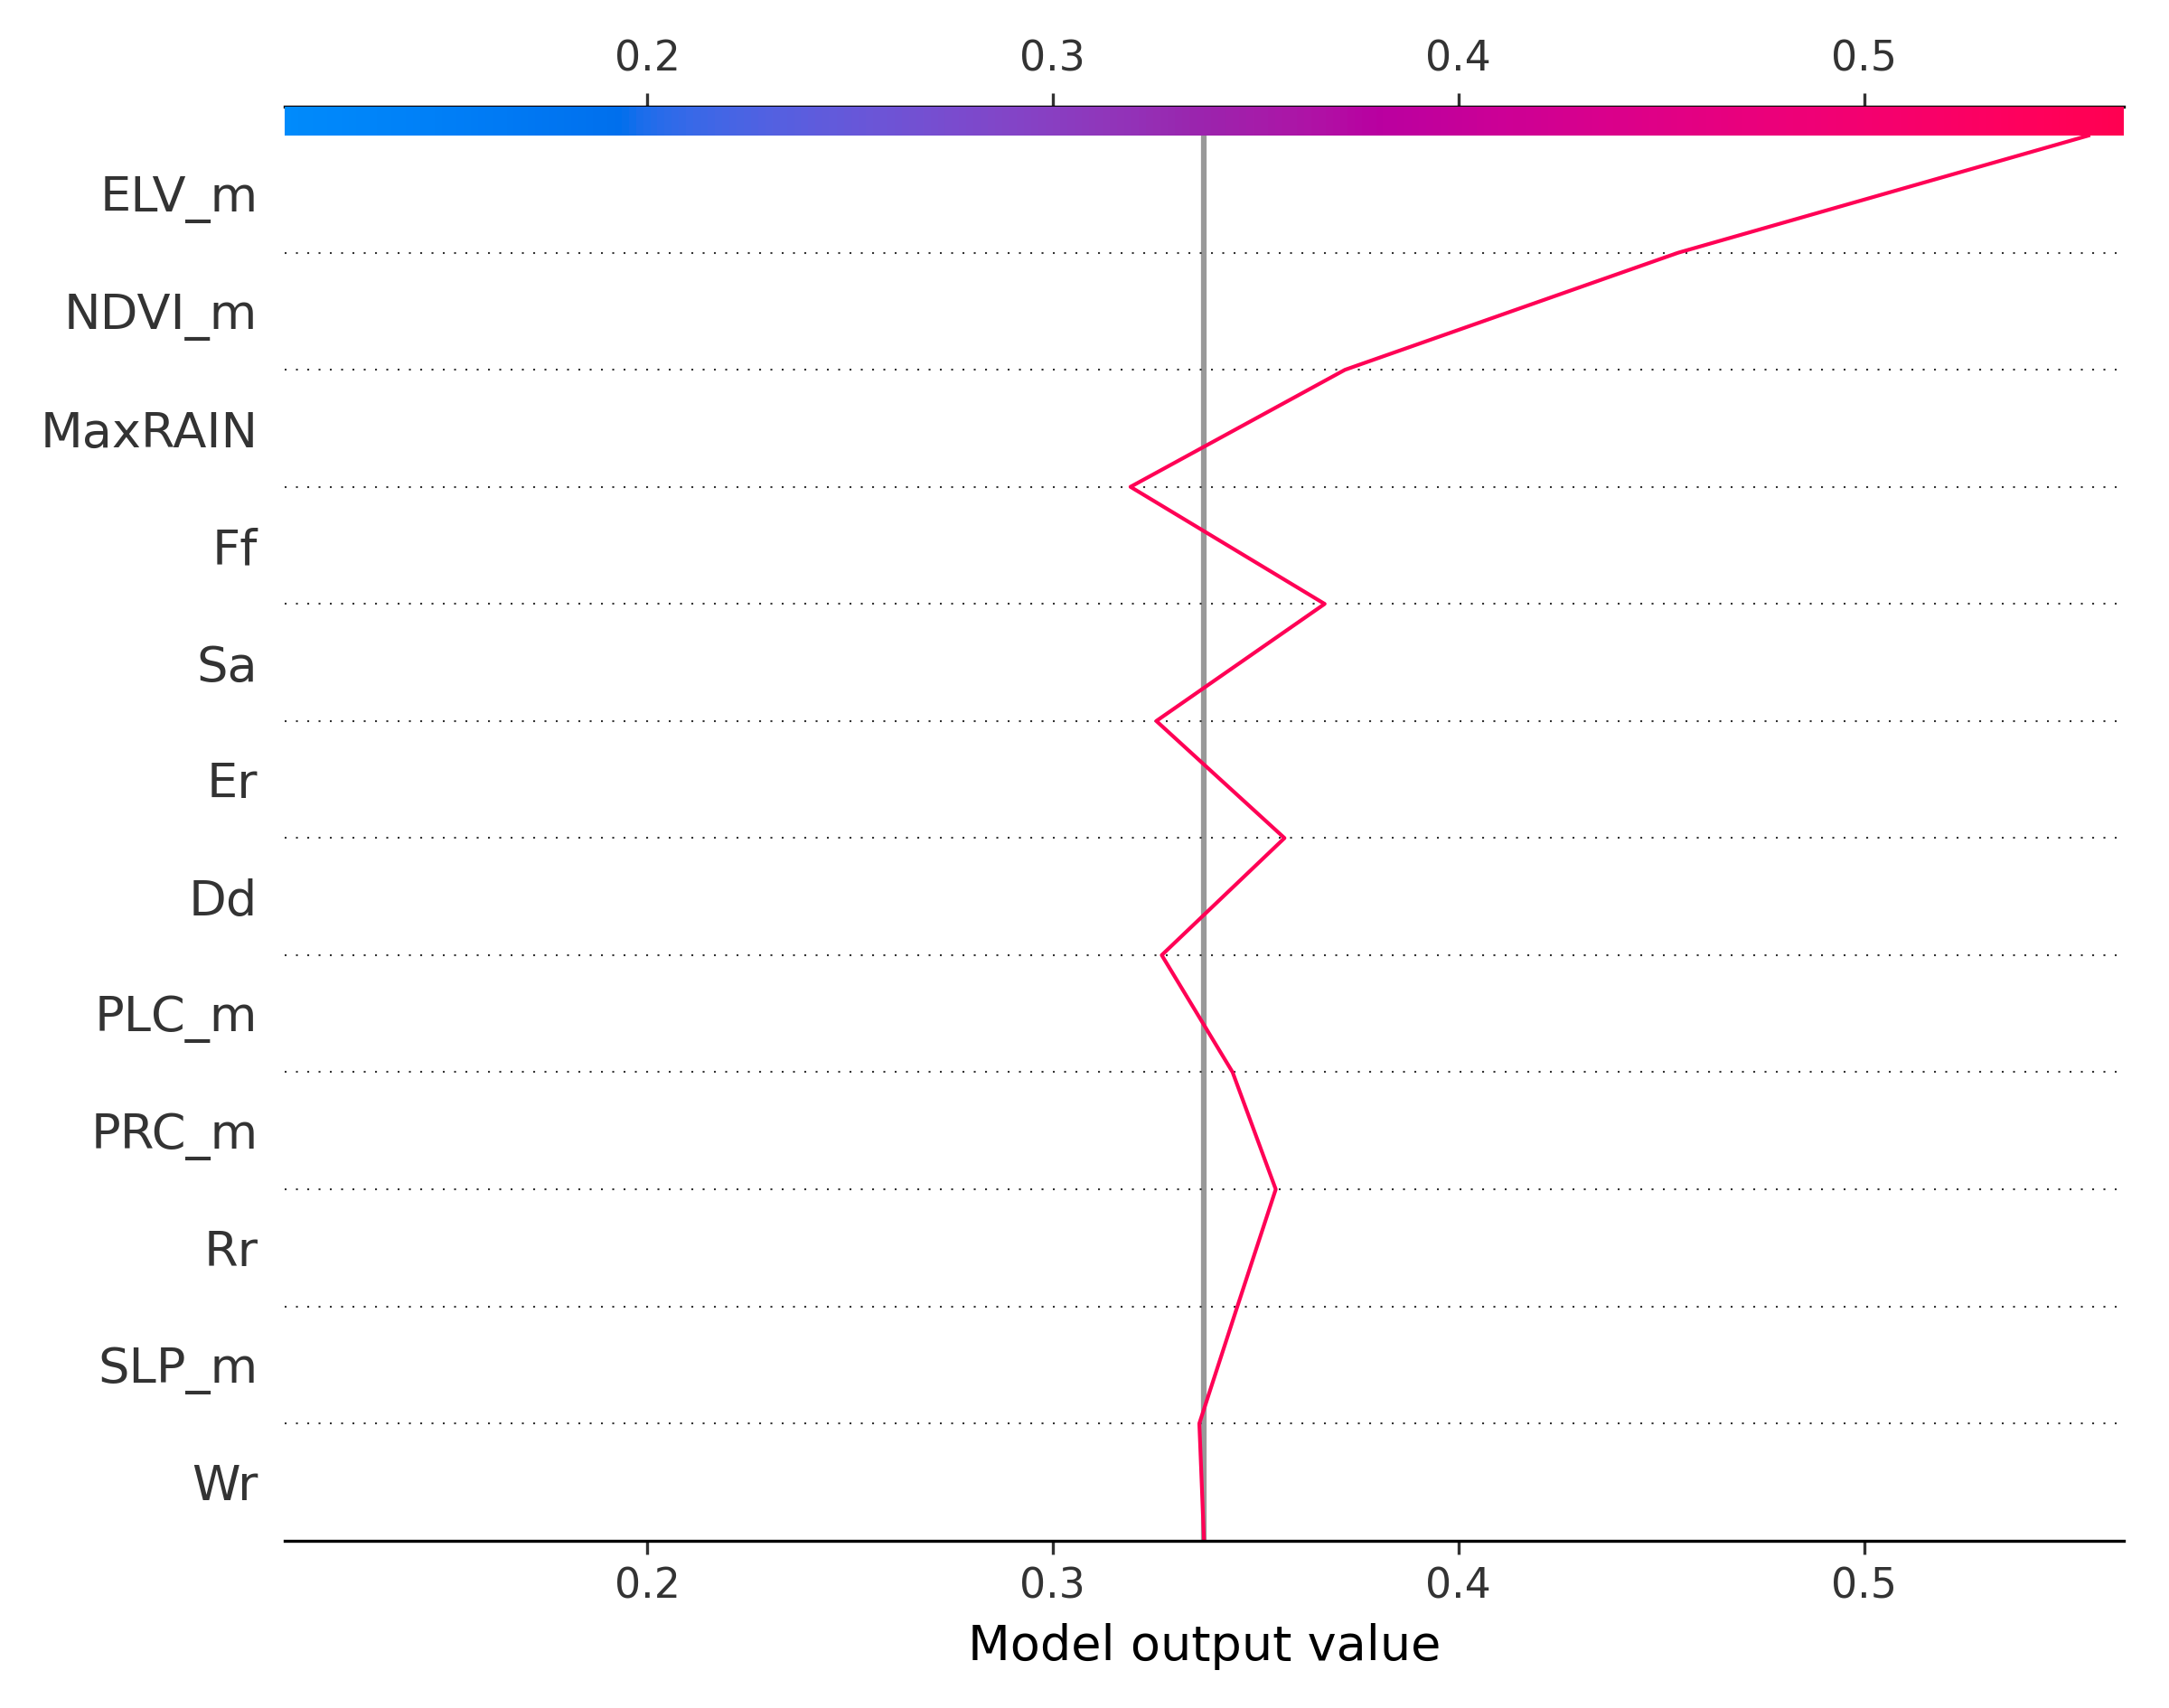 0.2 0.3 0.4 0.5
ELV_m
NDVI_m
MaxRAIN
Ff
Sa
Er
Dd
PLC_m
PRC_m
Rr
SLP_m
Wr
0.2 0.3 0.4 0.5
Model output value